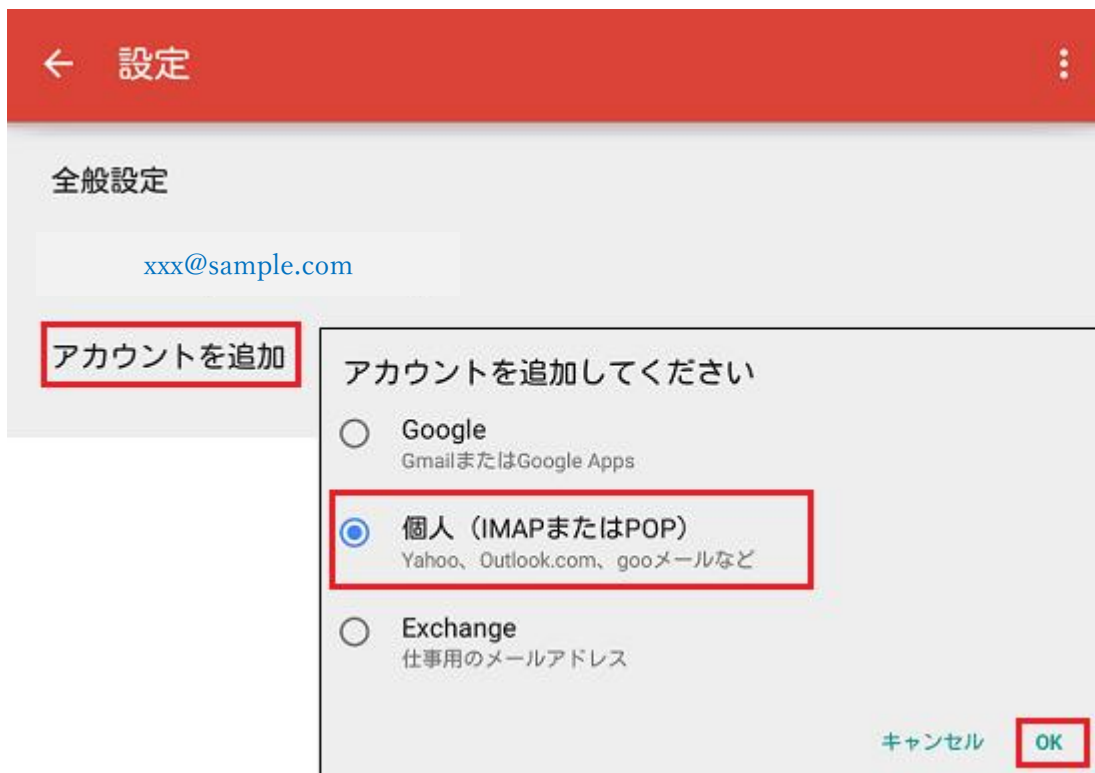 設定
全般設定
xxx@sample.com
アカウントを追加
アカウントを追加してください
Google
GmailまたはGoogle Apps
個人（IMAPまたはPOP）
Yahoo、Outlook.com、gooメールなど
Exchange
仕事用のメールアドレス
キャンセル OK